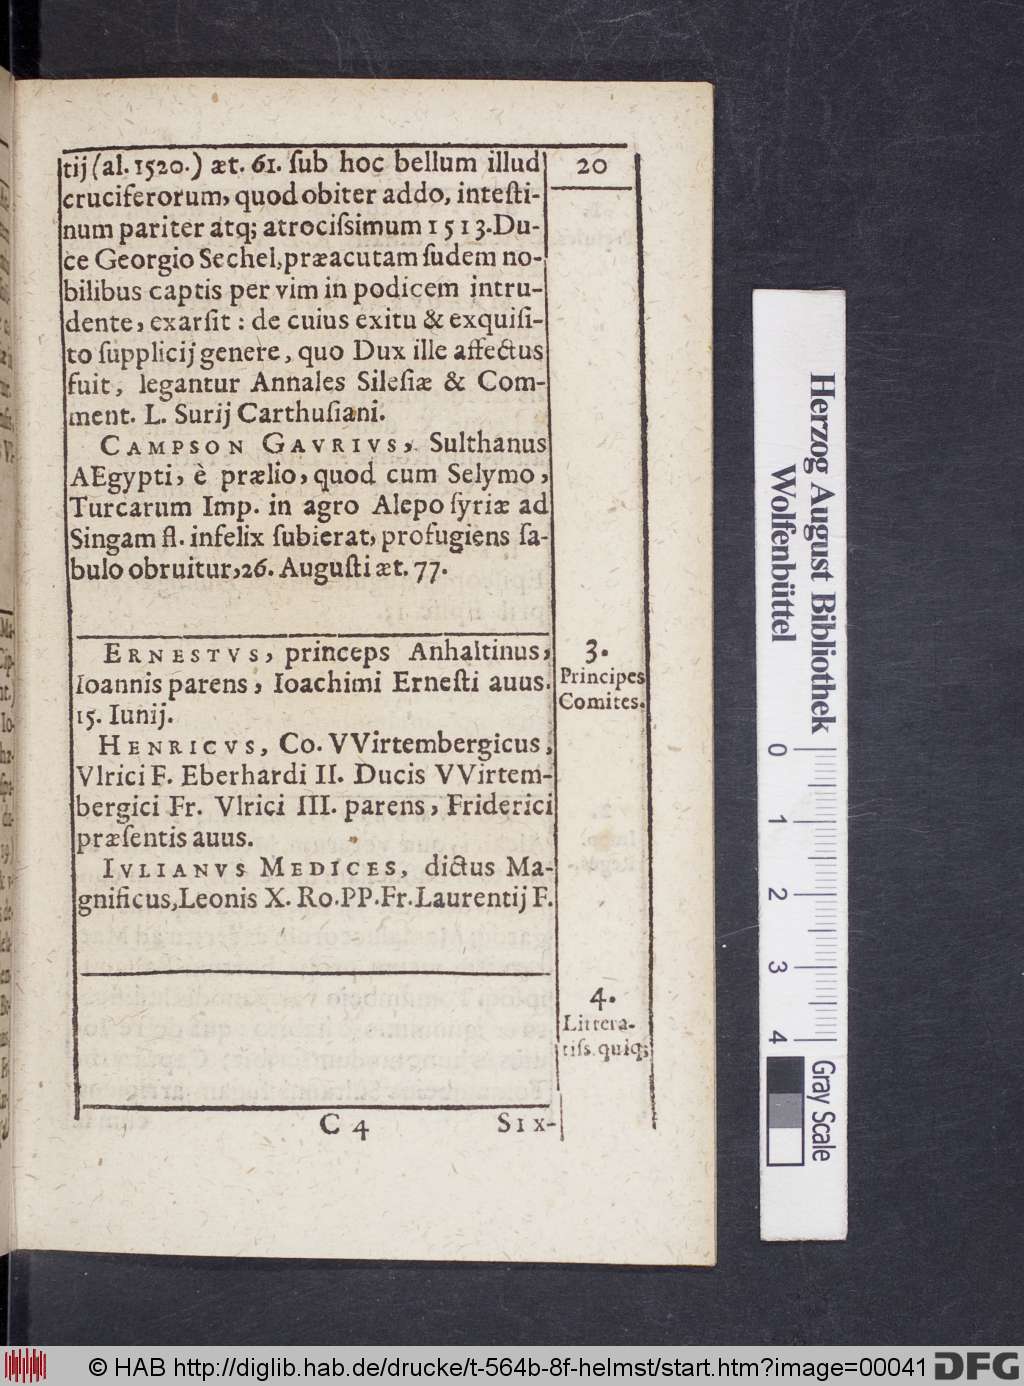 tij (al. 1520.) æt. 61. ſub hoc bellum illud
cruciferorum, quod obiter addo, inteſti-
num pariter atq; atrociſsimum 1513. Du-
ce Georgio Sechel, præacutam ſudem no-
bilibus captis per vim in podicem intru-
dente, exarſit : de cuius exitu & exquiſi-
to ſupplicij genere, quo Dux ille affectus
fuit, legantur Annales Sileſiæ & Com-
ment. L. Surij Carthuſiani.
CAMPSON GAVRIVS, Sulthanus
AEgypti, è prælio, quod cum Selymo,
Turcarum Imp. in agro Alepo ſyriæ ad
Singam fl. infelix ſubierat, profugiens ſa-
bulo obruitur, 26. Auguſti æt. 77.
20
ERNESTVS, princeps Anhaltinus,
Ioannis parens, Ioachimi Erneſti auus.
15. Iunij.
HENRICVS, Co. VVirtembergicus,
Vlrici F. Eberhardi II. Ducis VVirtem-
bergici Fr. Vlrici III. parens, Friderici
præſentis auus.
IVLIANVS MEDICES, dictus Ma-
gnificus, Leonis X. Ro. PP. Fr. Laurentij F.
3.
Principes
Comites.
4.
Littera-
tiſs. quiq;
C 4
SIX-
Herzog August Bibliothek
Wolfenbüttel
0 1 2 3 4
Gray Scale
© HAB http://diglib.hab.de/drucke/t-564b-8f-helmst/start.htm?image=00041
DFG